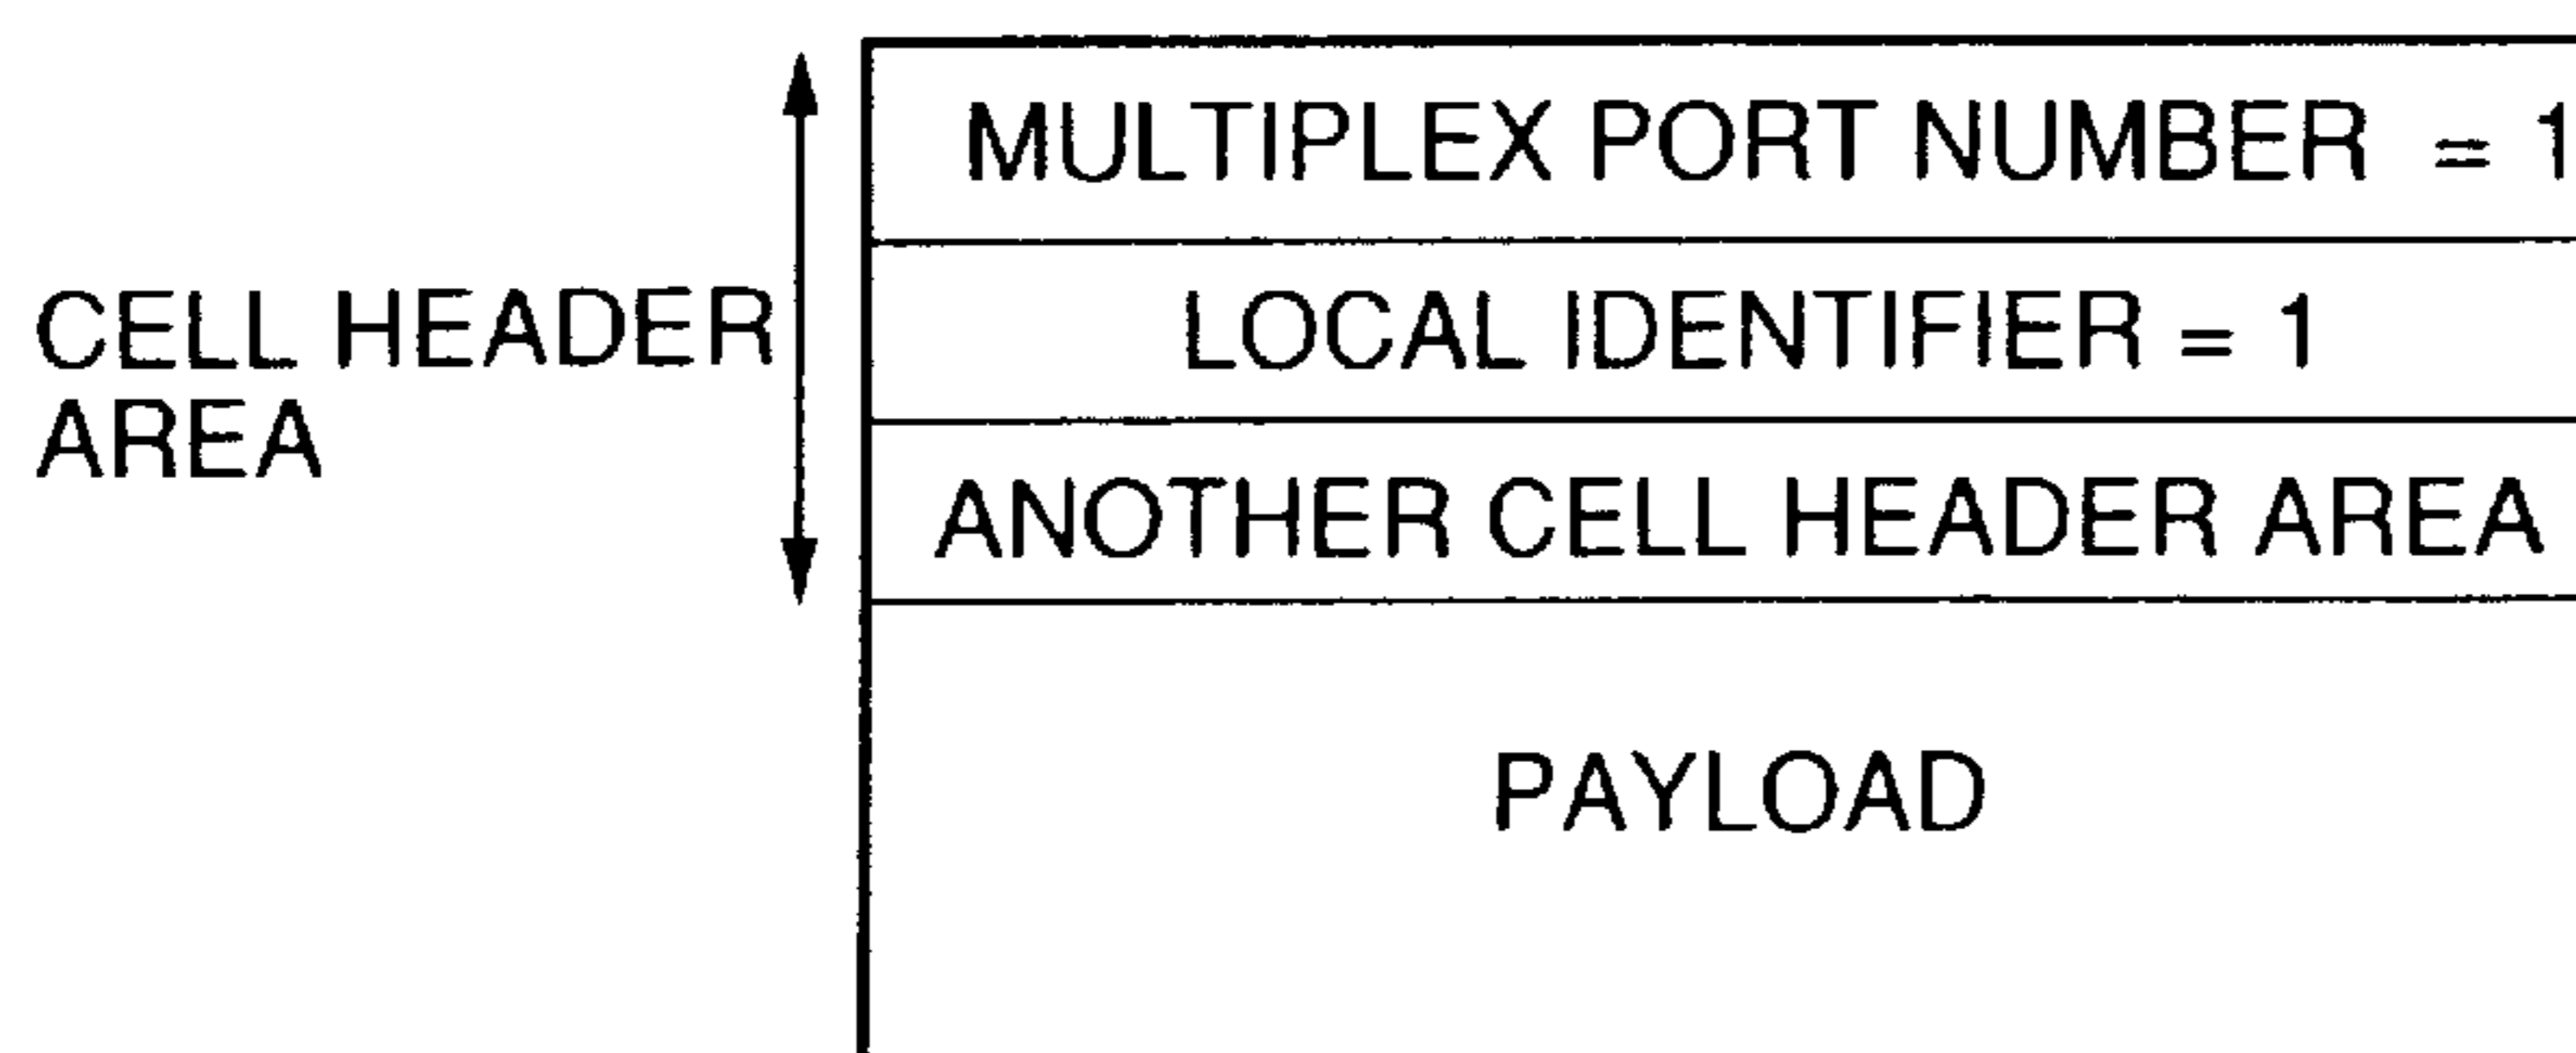 MULTIPLEX PORT NUMBER = 1
CELL HEADER
AREA
LOCAL IDENTIFIER = 1
ANOTHER CELL HEADER AREA
PAYLOAD